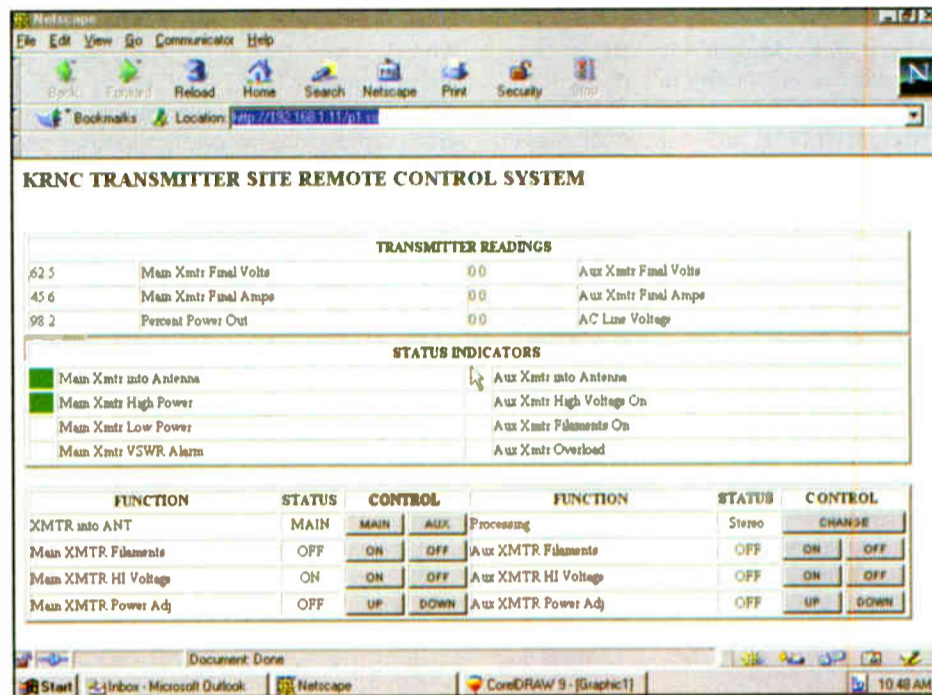 Netscape
File Edit View Go Communicator Help
Back Forward Reload Home Search Netscape Print Security Stop
Bookmarks Location: http://192.168.1.11/p1.cg
KRNC TRANSMITTER SITE REMOTE CONTROL SYSTEM
TRANSMITTER READINGS
62.5 Main Xmtr Final Volts 0.0 Aux Xmtr Final Volts
45.6 Main Xmtr Final Amps 0.0 Aux Xmtr Final Amps
98.2 Percent Power Out 0.0 AC Line Voltage
STATUS INDICATORS
Main Xmtr into Antenna Aux Xmtr into Antenna
Main Xmtr High Power Aux Xmtr High Voltage On
Main Xmtr Low Power Aux Xmtr Filaments On
Main Xmtr VSWR Alarm Aux Xmtr Overload
FUNCTION STATUS CONTROL FUNCTION STATUS CONTROL
XMTR into ANT MAIN MAIN AUX Processing Stereo CHANGE
Main XMTR Filaments OFF ON OFF Aux XMTR Filaments OFF ON OFF
Main XMTR HI Voltage ON ON OFF Aux XMTR HI Voltage OFF ON OFF
Main XMTR Power Adj OFF UP DOWN Aux XMTR Power Adj OFF UP DOWN
Document: Done
Start Inbox - Microsoft Outlook Netscape CorelDRAW 9 - [Graphic1] 10:48 AM